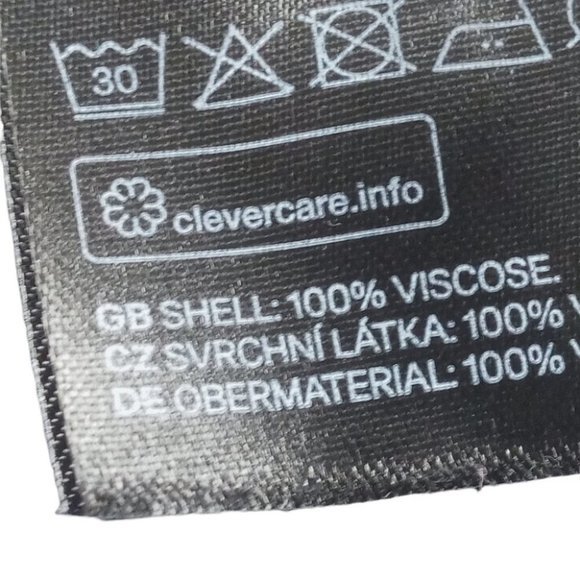 30
clevercare.info
GB SHELL: 100% VISCOSE.
CZ SVRCHNÍ LÁTKA: 100%
DE OBERMATERIAL: 100%